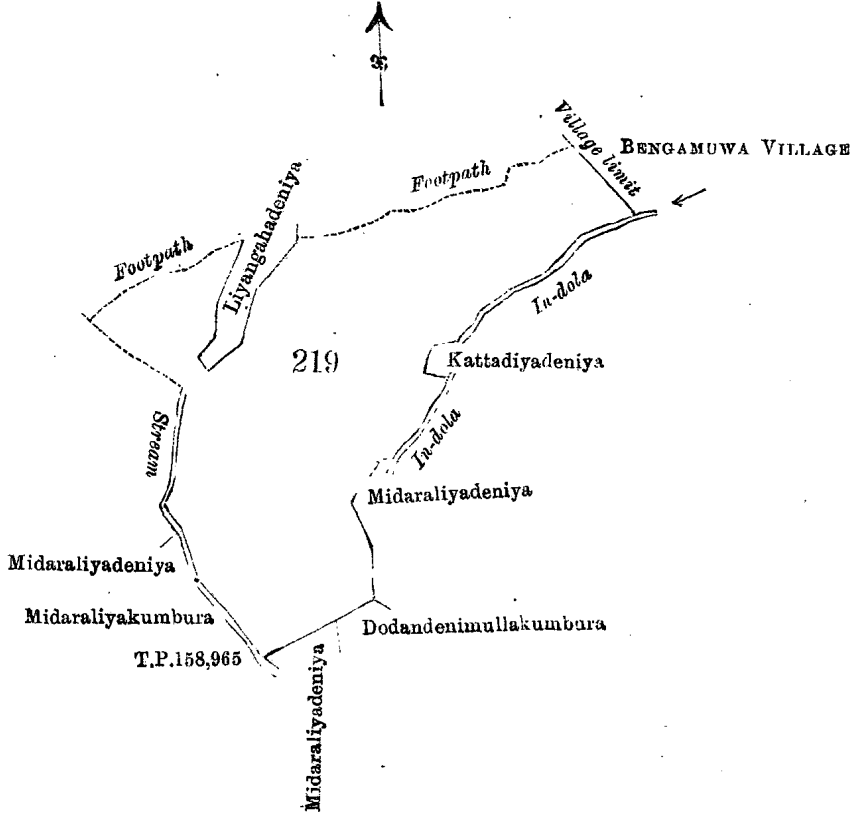 Village limit
BENGAMUWA VILLAGE
Footpath
Liyangahadeniya
Footpath
In-dola
219
Kattadiyadeniya
In-dola
Stream
Midaraliyadeniya
Midaraliyadeniya
Midaraliyakumbura
Dodandenimullakumbura
T.P.158,965
Midaraliyadeniya